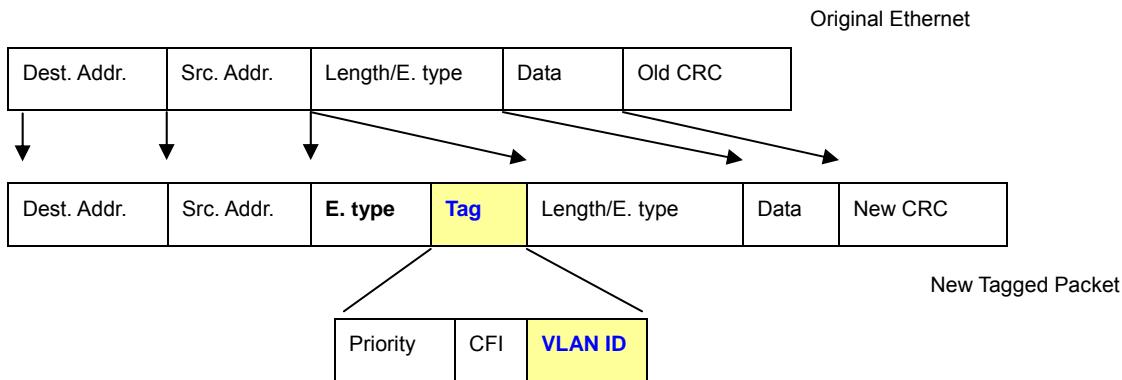 Original Ethernet
Dest. Addr. Src. Addr. Length/E. type Data Old CRC
Dest. Addr. Src. Addr. E. type Tag Length/E. type Data New CRC
New Tagged Packet
Priority CFI VLAN ID